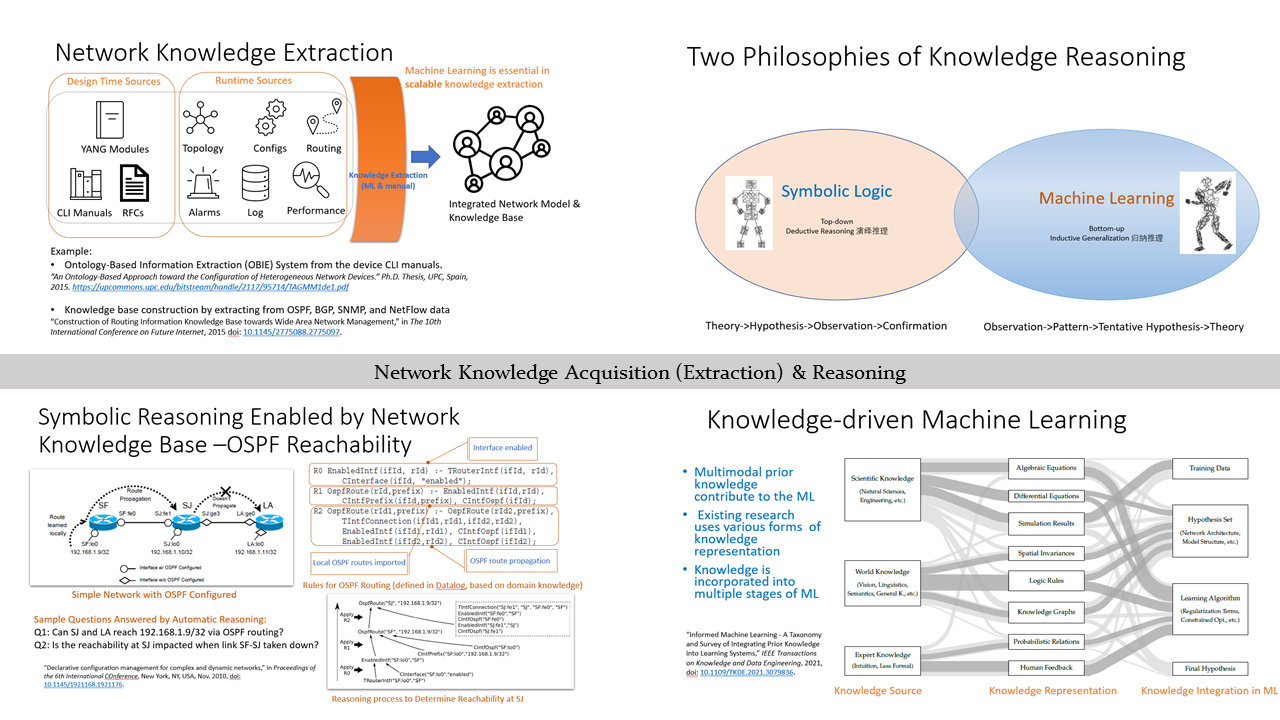 Network Knowledge Extraction
Design Time Sources
Runtime Sources
Machine Learning is essential in
scalable knowledge extraction
YANG Modules
Topology
Configs
Routing
CLI Manuals
RFCs
Alarms
Log
Performance
Knowledge Extraction
(ML & manual)
Integrated Network Model &
Knowledge Base
Example:
• Ontology-Based Information Extraction (OBIE) System from the device CLI manuals.
"An Ontology-Based Approach toward the Configuration of Heterogeneous Network Devices." Ph.D. Thesis, UPC, Spain,
2015. https://upcommons.upc.edu/bitstream/handle/2117/95714/TAGMM1de1.pdf
• Knowledge base construction by extracting from OSPF, BGP, SNMP, and NetFlow data
"Construction of Routing Information Knowledge Base towards Wide Area Network Management," in The 10th
International Conference on Future Internet, 2015 doi: 10.1145/2775088.2775097.
Two Philosophies of Knowledge Reasoning
Symbolic Logic
Top-down
Deductive Reasoning 演绎推理
Machine Learning
Bottom-up
Inductive Generalization 归纳推理
Theory->Hypothesis->Observation->Confirmation
Observation->Pattern->Tentative Hypothesis->Theory
Network Knowledge Acquisition (Extraction) & Reasoning
Symbolic Reasoning Enabled by Network
Knowledge Base –OSPF Reachability
Interface enabled
Route
Propagation
Doesn't
Propagate
SF
SJ
LA
Route
learned
locally
SF:fe0
SJ:fe1
SJ:ge3
LA:ge0
SF:lo0
192.168.1.9/32
SJ:lo0
192.168.1.10/32
LA:lo0
192.168.1.11/32
Interface w/ OSPF Configured
Interface w/o OSPF Configured
Simple Network with OSPF Configured
R0 EnabledIntf(ifId, rId) :- TRouterIntf(ifId, rId),
CInterface(ifId, "enabled");
R1 OspfRoute(rId,prefix) :- EnabledIntf(ifId, rId),
CIntfPrefix(ifId,prefix), CIntfOspf(ifId);
R2 OspfRoute(rId1,prefix) :- OspfRoute(rId2,prefix),
TIntfConnection(ifId1,rId1,ifId2,rId2),
EnabledIntf(ifId1,rId1), CIntfOspf(ifId1),
EnabledIntf(ifId2,rId2), CIntfOspf(ifId2);
Local OSPF routes imported
OSPF route propagation
Rules for OSPF Routing (defined in Datalog, based on domain knowledge)
Sample Questions Answered by Automatic Reasoning:
Q1: Can SJ and LA reach 192.168.1.9/32 via OSPF routing?
Q2: Is the reachability at SJ impacted when link SF-SJ taken down?
"Declarative configuration management for complex and dynamic networks," in Proceedings of
the 6th International COnference, New York, NY, USA, Nov. 2010, doi:
10.1145/1921168.1921176.
OspfRoute("SJ", "192.168.1.9/32")
Apply
R2
TIntfConnection("SJ:fe1", "SJ", "SF:fe0", "SF")
EnabledIntf("SF:fe0","SF")
CIntfOspf("SF:fe0")
EnabledIntf("SJ:fe1","SJ")
CIntfOspf("SJ:fe1")
OspfRoute("SF","192.168.1.9/32")
Apply
R1
CIntfOspf("SF:lo0")
CIntfPrefix("SF:lo0","192.168.1.9/32")
EnabledIntf("SF:lo0","SF")
Apply
R0
CInterface("SF:lo0","enabled")
TRouterIntf("SF:lo0","SF")
Reasoning process to Determine Reachability at SJ
Knowledge-driven Machine Learning
• Multimodal prior
knowledge
contribute to the ML
• Existing research
uses various forms of
knowledge
representation
• Knowledge is
incorporated into
multiple stages of ML
"Informed Machine Learning - A Taxonomy
and Survey of Integrating Prior Knowledge
into Learning Systems," IEEE Transactions
on Knowledge and Data Engineering, 2021,
doi: 10.1109/TKDE.2021.3079836.
Scientific Knowledge
(Natural Sciences,
Engineering, etc.)
World Knowledge
(Vision, Linguistics,
Semantics, General K., etc.)
Expert Knowledge
(Intuition, Less Formal)
Algebraic Equations
Differential Equations
Simulation Results
Spatial Invariances
Logic Rules
Knowledge Graphs
Probabilistic Relations
Human Feedback
Training Data
Hypothesis Set
(Network Architecture,
Model Structure, etc.)
Learning Algorithm
(Regularization Terms,
Constrained Opt., etc.)
Final Hypothesis
Knowledge Source
Knowledge Representation
Knowledge Integration in ML